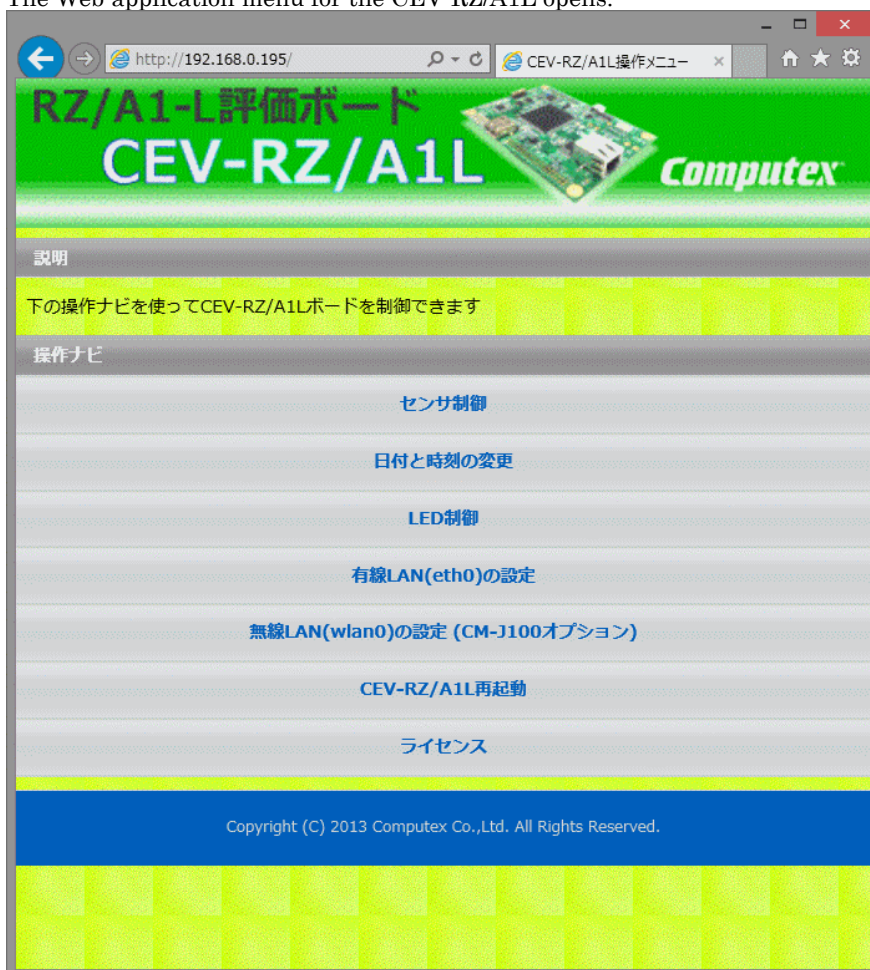 The Web application menu for the CEV-RZ/A1L opens.
http://192.168.0.195/
CEV-RZ/A1L操作メニュー
RZ/A1-L評価ボード
CEV-RZ/A1L
Computex
説明
下の操作ナビを使ってCEV-RZ/A1Lボードを制御できます
操作ナビ
センサ制御
日付と時刻の変更
LED制御
有線LAN(eth0)の設定
無線LAN(wlan0)の設定 (CM-J100オプション)
CEV-RZ/A1L再起動
ライセンス
Copyright (C) 2013 Computex Co.,Ltd. All Rights Reserved.